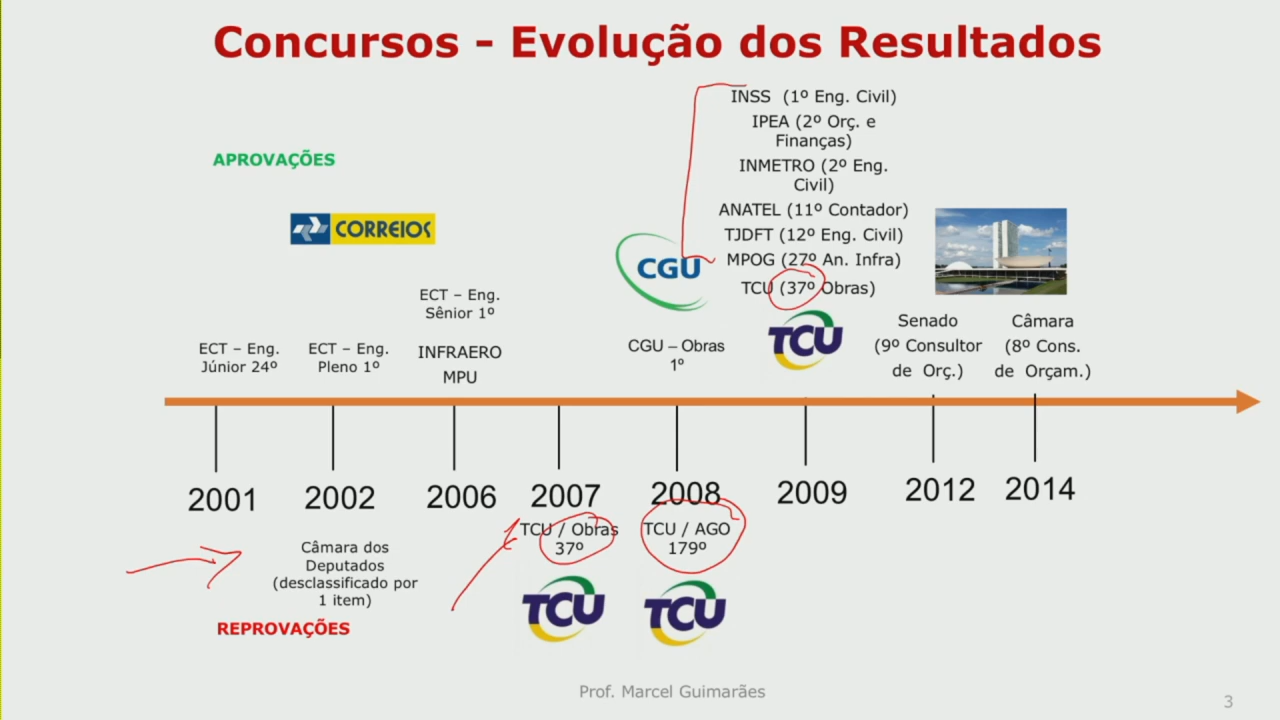 Concursos - Evolução dos Resultados
APROVAÇÕES
CORREIOS
ECT – Eng.
Júnior 24º
ECT – Eng.
Pleno 1º
ECT – Eng.
Sênior 1º
INFRAERO
MPU
CGU
CGU – Obras
1º
INSS (1º Eng. Civil)
IPEA (2º Orç. e
Finanças)
INMETRO (2º Eng.
Civil)
ANATEL (11º Contador)
TJDFT (12º Eng. Civil)
MPOG (27º An. Infra)
TCU (37º Obras)
TCU
Senado
(9º Consultor
de Orç.)
Câmara
(8º Cons.
de Orçam.)
2001
2002
2006
2007
2008
2009
2012
2014
Câmara dos
Deputados
(desclassificado por
1 item)
TCU / Obras
37º
TCU
TCU / AGO
179º
TCU
REPROVAÇÕES
Prof. Marcel Guimarães
3